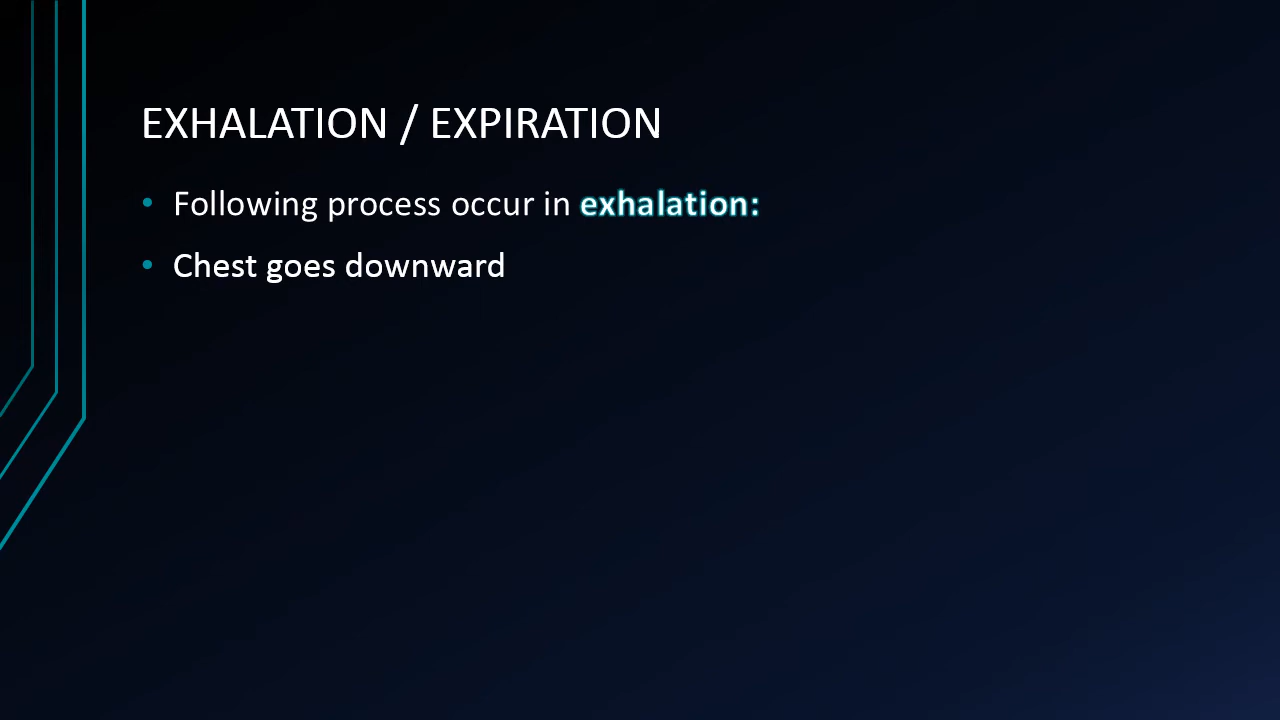 EXHALATION / EXPIRATION
• Following process occur in exhalation:
• Chest goes downward